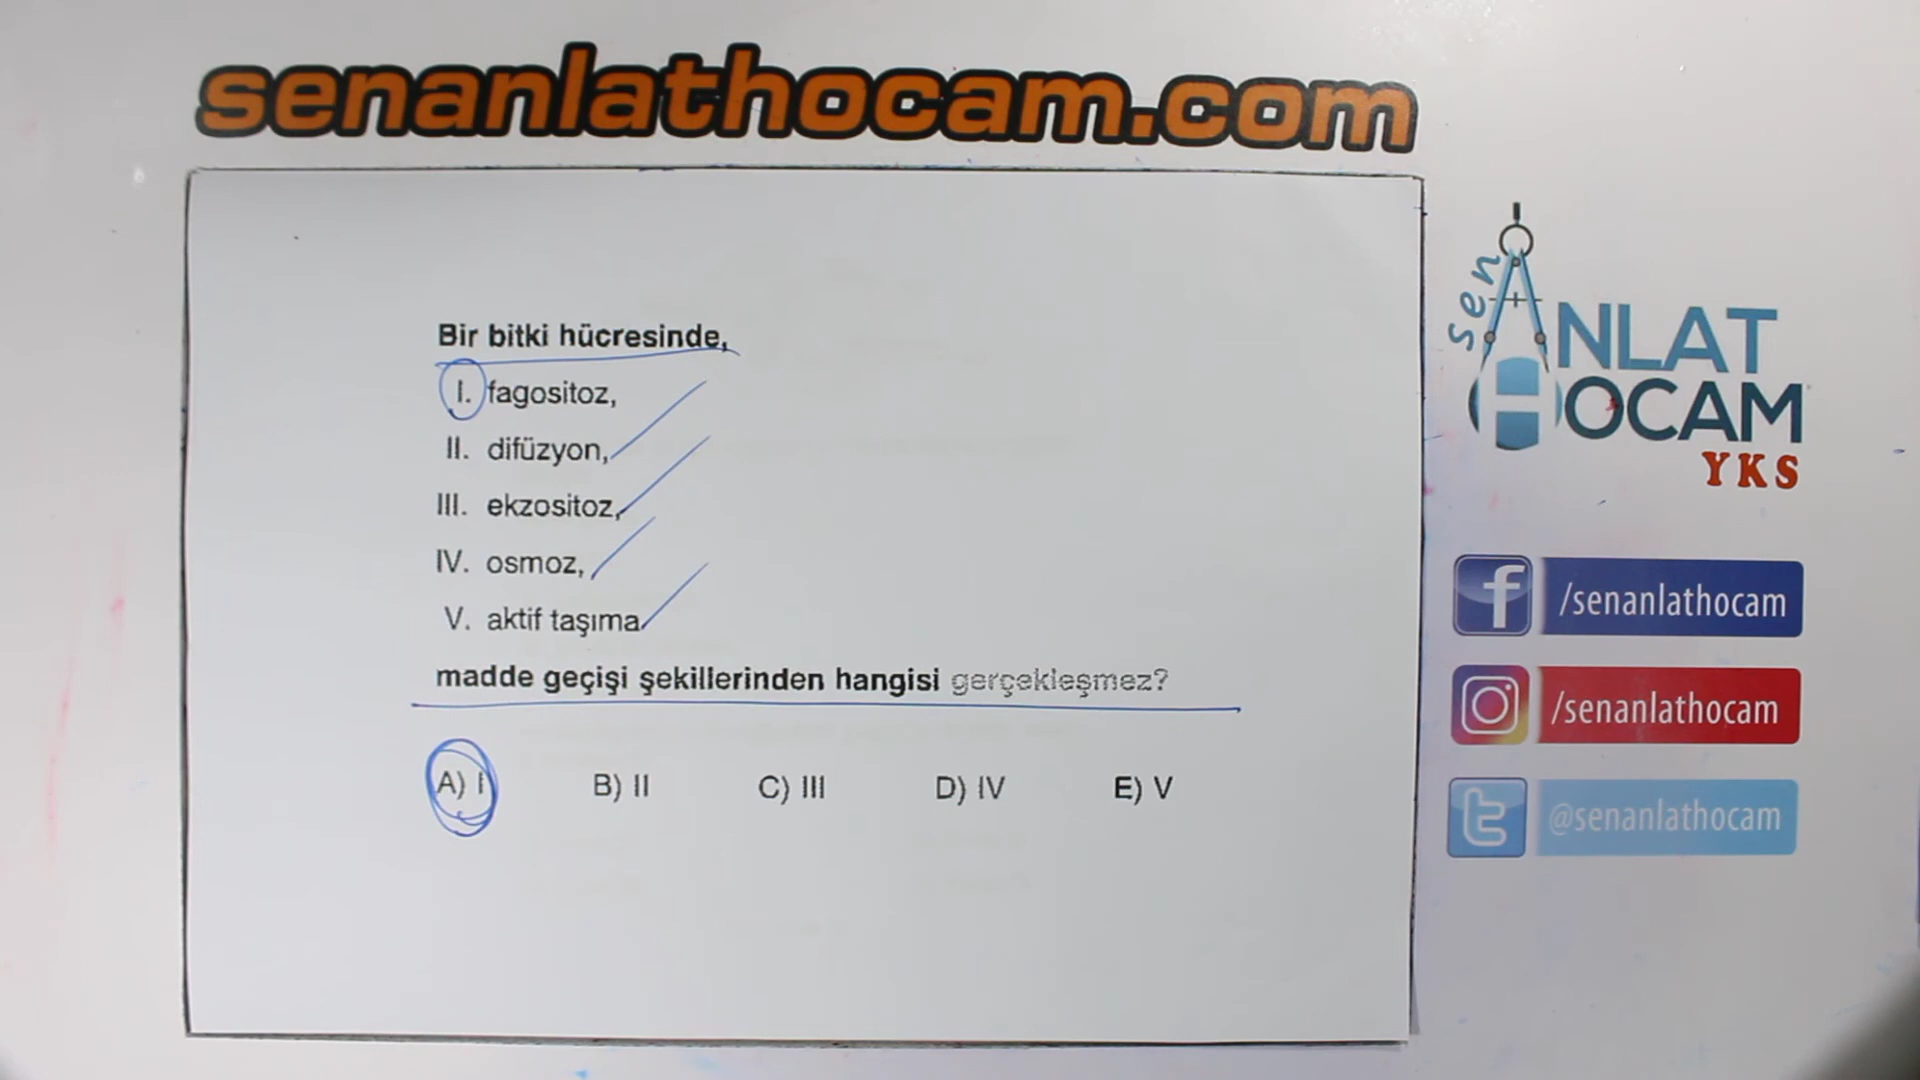 senanlathocam.com
Bir bitki hücresinde,
I. fagositoz,
II. difüzyon,
III. ekzositoz,
IV. osmoz,
V. aktif taşıma
madde geçişi şekillerinden hangisi gerçekleşmez?
A) I B) II C) III D) IV E) V
sen
ANLAT
HOCAM
YKS
f /senanlathocam
/senanlathocam
t @senanlathocam